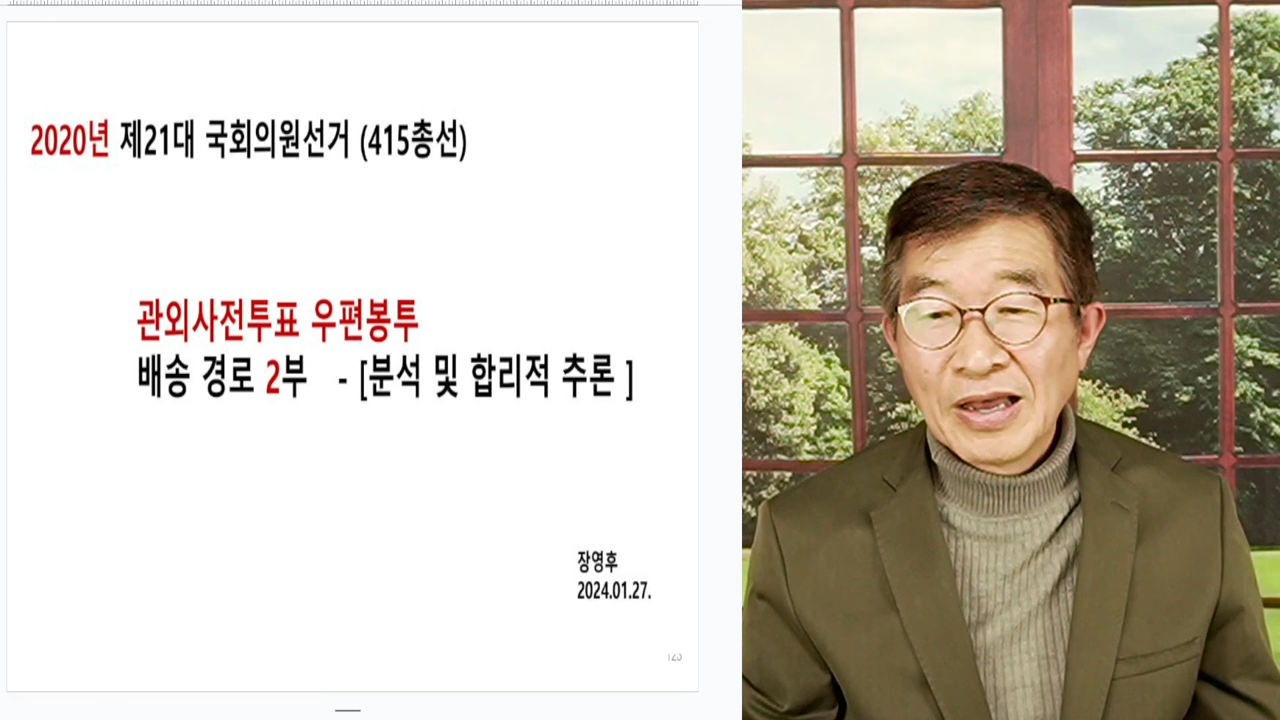 2020년 제21대 국회의원선거 (415총선)
관외사전투표 우편봉투
배송 경로 2부 - [분석 및 합리적 추론 ]
장영후
2024.01.27.